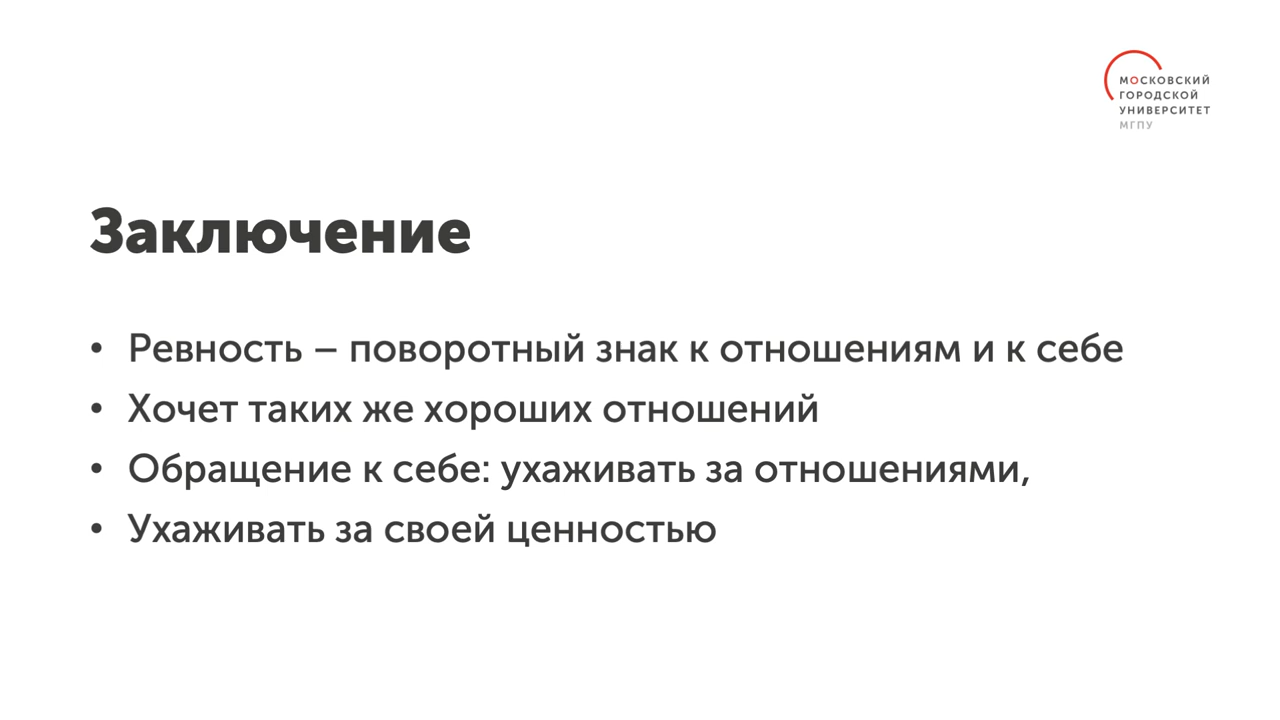 МОСКОВСКИЙ
ГОРОДСКОЙ
УНИВЕРСИТЕТ
МГПУ
Заключение
• Ревность – поворотный знак к отношениям и к себе
• Хочет таких же хороших отношений
• Обращение к себе: ухаживать за отношениями,
• Ухаживать за своей ценностью